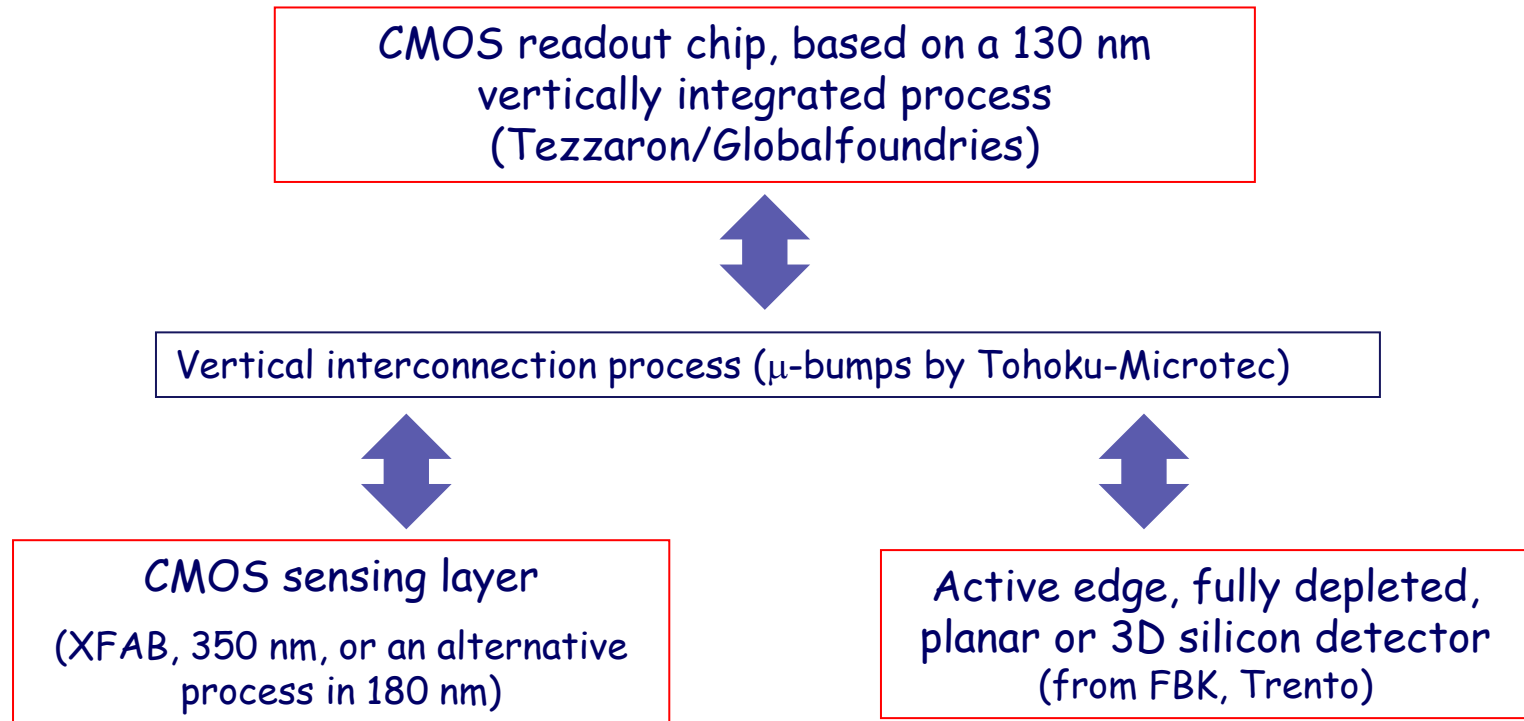 CMOS readout chip, based on a 130 nm
vertically integrated process
(Tezzaron/Globalfoundries)
Vertical interconnection process (μ-bumps by Tohoku-Microtec)
CMOS sensing layer
(XFAB, 350 nm, or an alternative
process in 180 nm)
Active edge, fully depleted,
planar or 3D silicon detector
(from FBK, Trento)